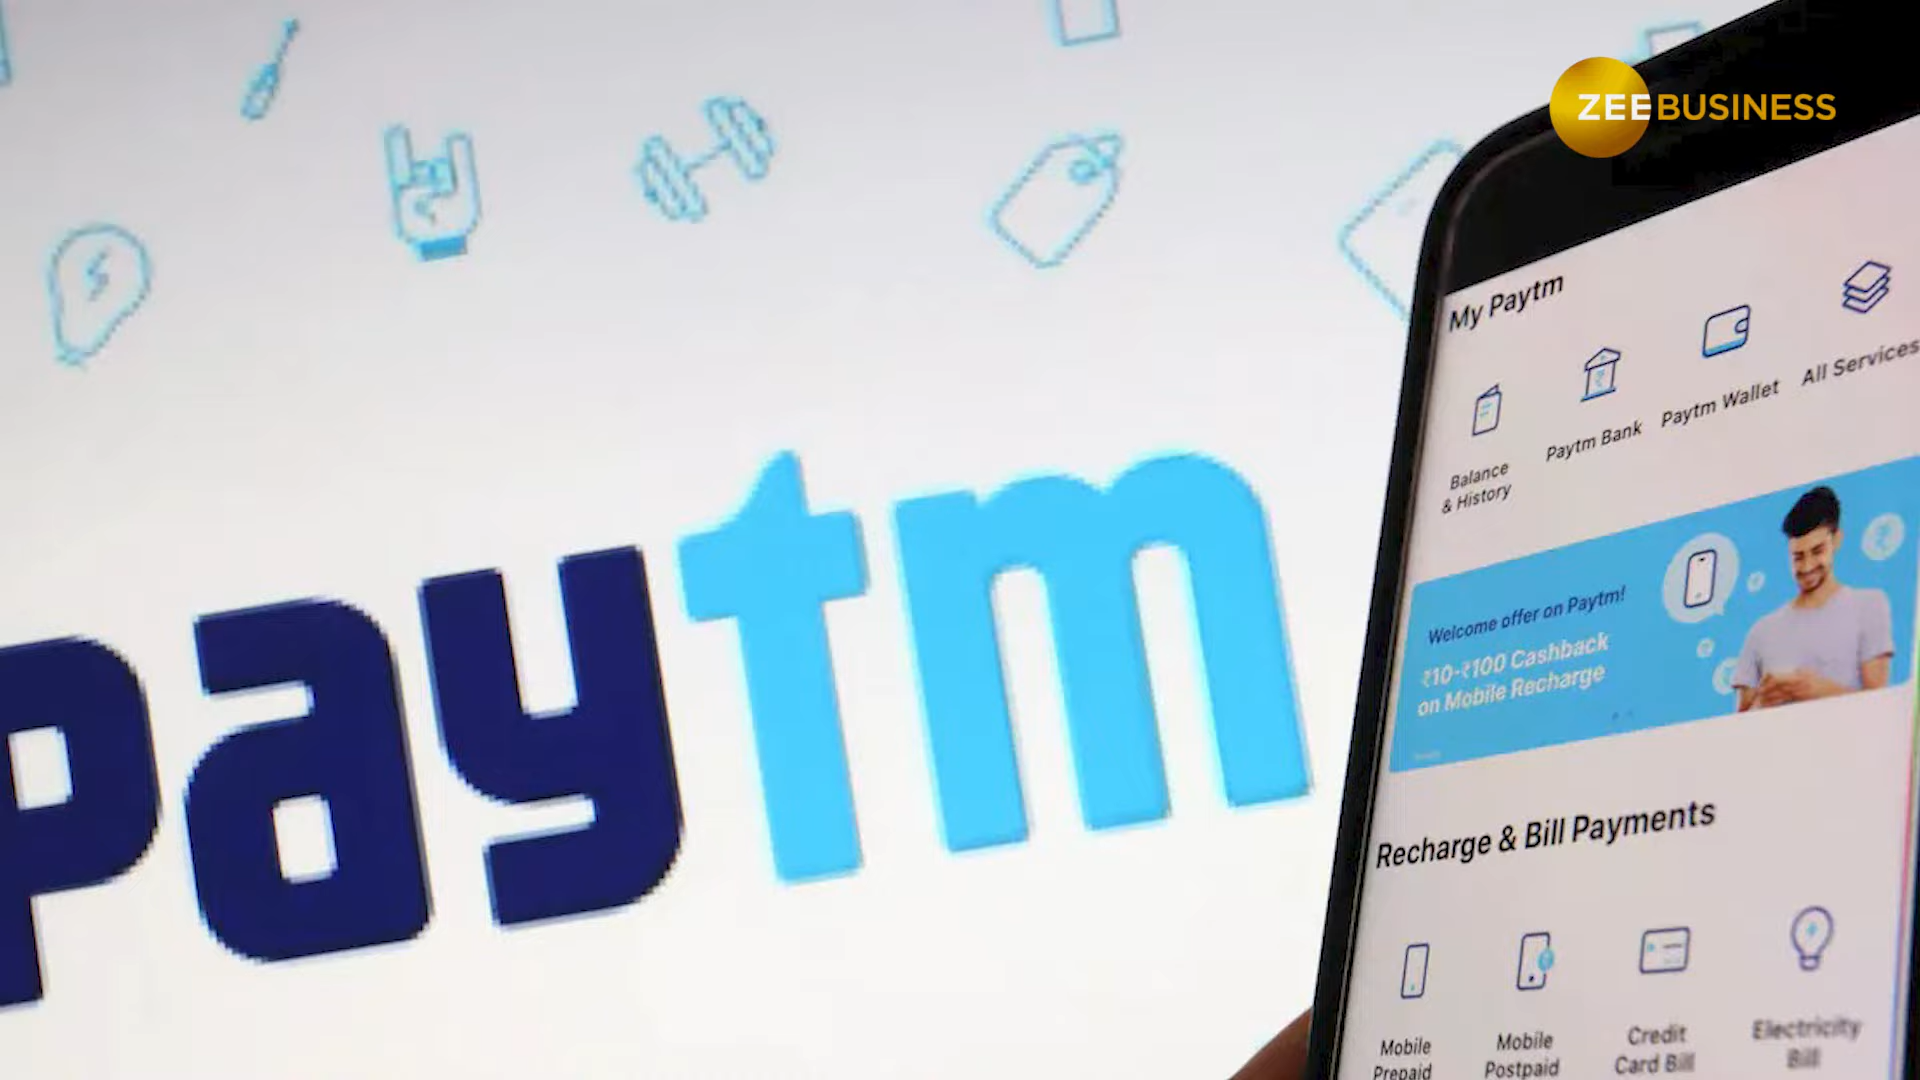 ZEEBUSINESS
paytm
My Paytm
Balance
& History
Paytm Bank
Paytm Wallet
All Services
Welcome offer on Paytm!
₹10-₹100 Cashback
on Mobile Recharge
Recharge & Bill Payments
Mobile
Prepaid
Mobile
Postpaid
Credit
Card Bill
Electricity
Bill